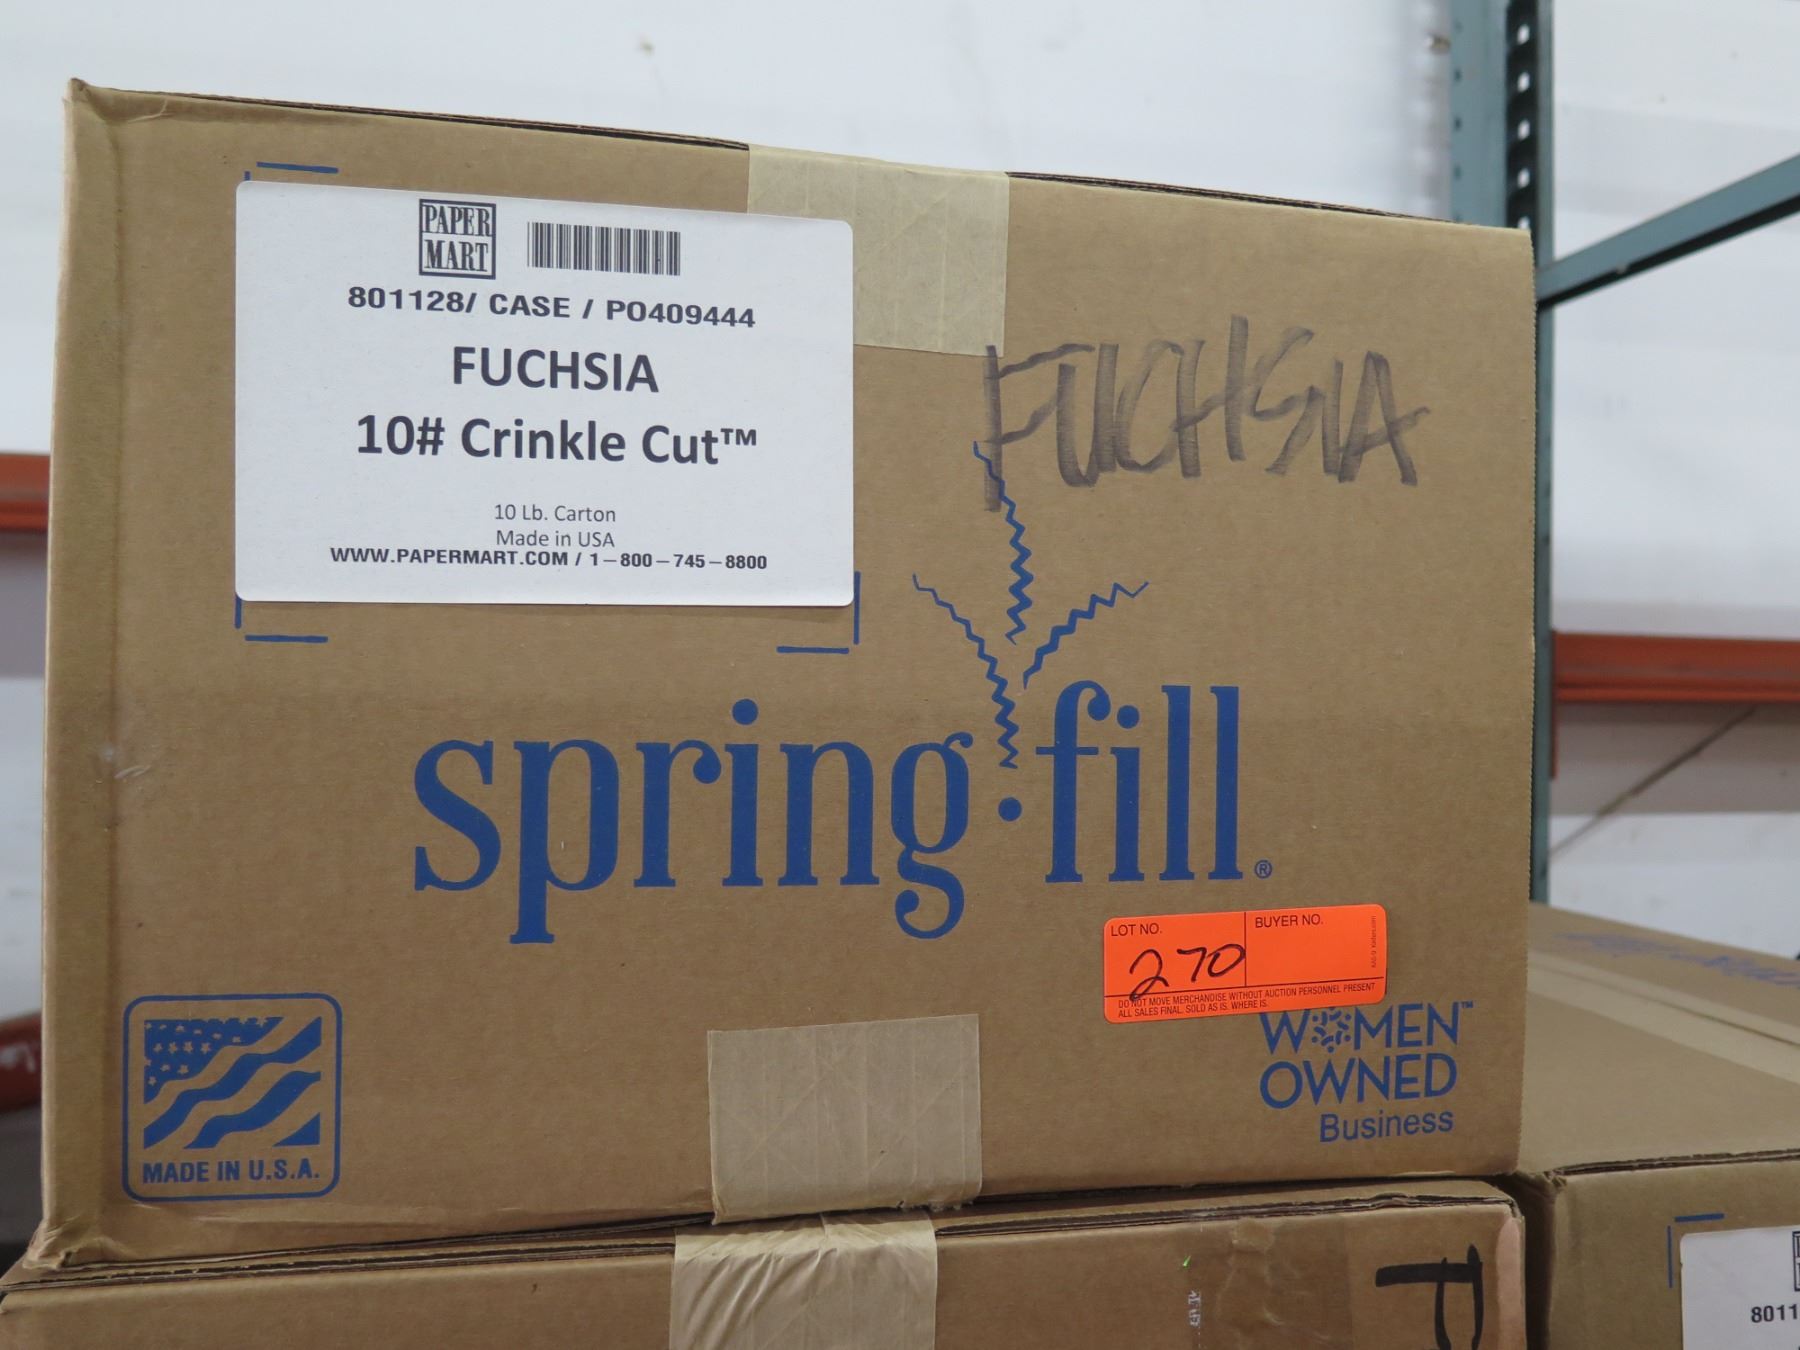 PAPER
MART
801128/ CASE / PO409444
FUCHSIA
10# Crinkle Cut™
10 Lb. Carton
Made in USA
WWW.PAPERMART.COM / 1-800-745-8800
FUCHSIA
spring·fill®
LOT NO.
270
BUYER NO.
DO NOT MOVE MERCHANDISE WITHOUT AUCTION PERSONNEL PRESENT
ALL SALES FINAL. SOLD AS IS. WHERE IS.
WOMEN™
OWNED
Business
MADE IN U.S.A.
8011